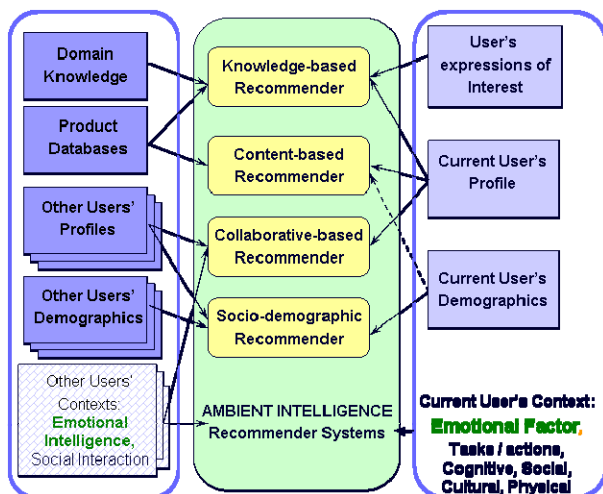 Domain
Knowledge
Product
Databases
Other Users'
Profiles
Other Users'
Demographics
Other Users'
Contexts:
Emotional
Intelligence,
Social Interaction
Knowledge-based
Recommender
Content-based
Recommender
Collaborative-based
Recommender
Socio-demographic
Recommender
AMBIENT INTELLIGENCE
Recommender Systems
User's
expressions of
Interest
Current User's
Profile
Current User's
Demographics
Current User's Context:
Emotional Factor,
Tasks / actions,
Cognitive, Social,
Cultural, Physical